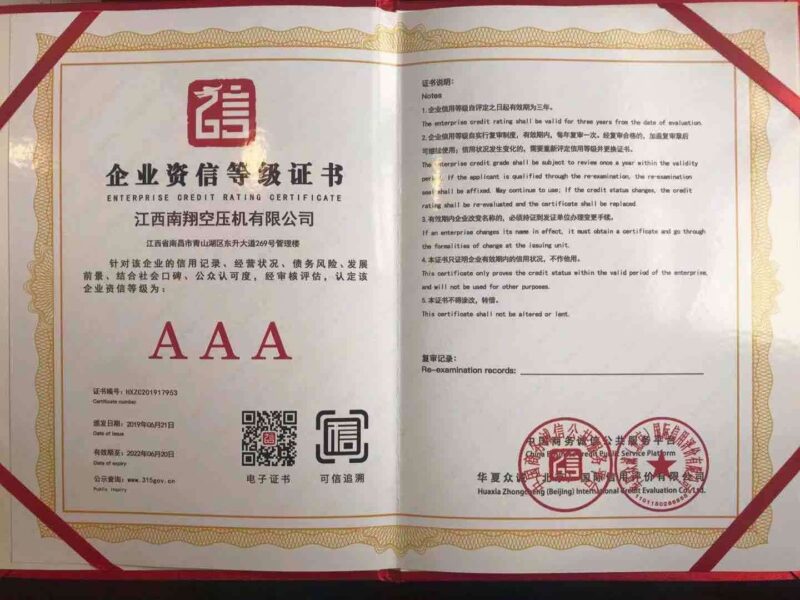 信
企业资信等级证书
ENTERPRISE CREDIT RATING CERTIFICATE
江西南翔空压机有限公司
江西省南昌市青山湖区东升大道269号管理楼
针对该企业的信用记录、经营状况、债务风险、发展
前景、结合社会口碑、公众认可度，经审核评估，认定该
企业资信等级为：
AAA
证书编号：HXZC201917953
Certificate number
颁发日期：2019年06月21日
Date of issue
有效期至：2022年06月20日
Date of expiry
公示查询：www.315gov.cn
Public inquiry
电子证书
信
可信追溯
证书说明：
Notes
1.企业信用等级自评定之日起有效期为三年。
The enterprise credit rating shall be valid for three years from the date of evaluation.
2.企业信用等级自实行复审制度，有效期内，每年复审一次。经复审合格的，加盖复审章后
可继续使用；信用状况发生变化的，需要重新评定信用等级并更换证书。
The enterprise credit grade shall be subject to review once a year within the validity
period. If the applicant is qualified through the re-examination, the re-examination
seal shall be affixed. May continue to use; If the credit status changes, the credit
rating shall be re-evaluated and the certificate shall be replaced.
3.有效期内企业改变名称的，必须持证到发证单位办理变更手续。
If an enterprise changes its name in effect, it must obtain a certificate and go through
the formalities of change at the issuing unit.
4.本证书只证明企业有效期内的信用状况，不作他用。
This certificate only proves the credit status within the valid period of the enterprise,
and will not be used for other purposes.
5.本证书不得涂改，转借。
This certificate shall not be altered or lent.
复审记录：
Re-examination records:
中国商务诚信公共服务平台
China Credit Public Service Platform
信
华夏众诚（北京）国际信用评价有限公司
Huaxia Zhongcheng (Beijing) International Credit Evaluation Co., Ltd.